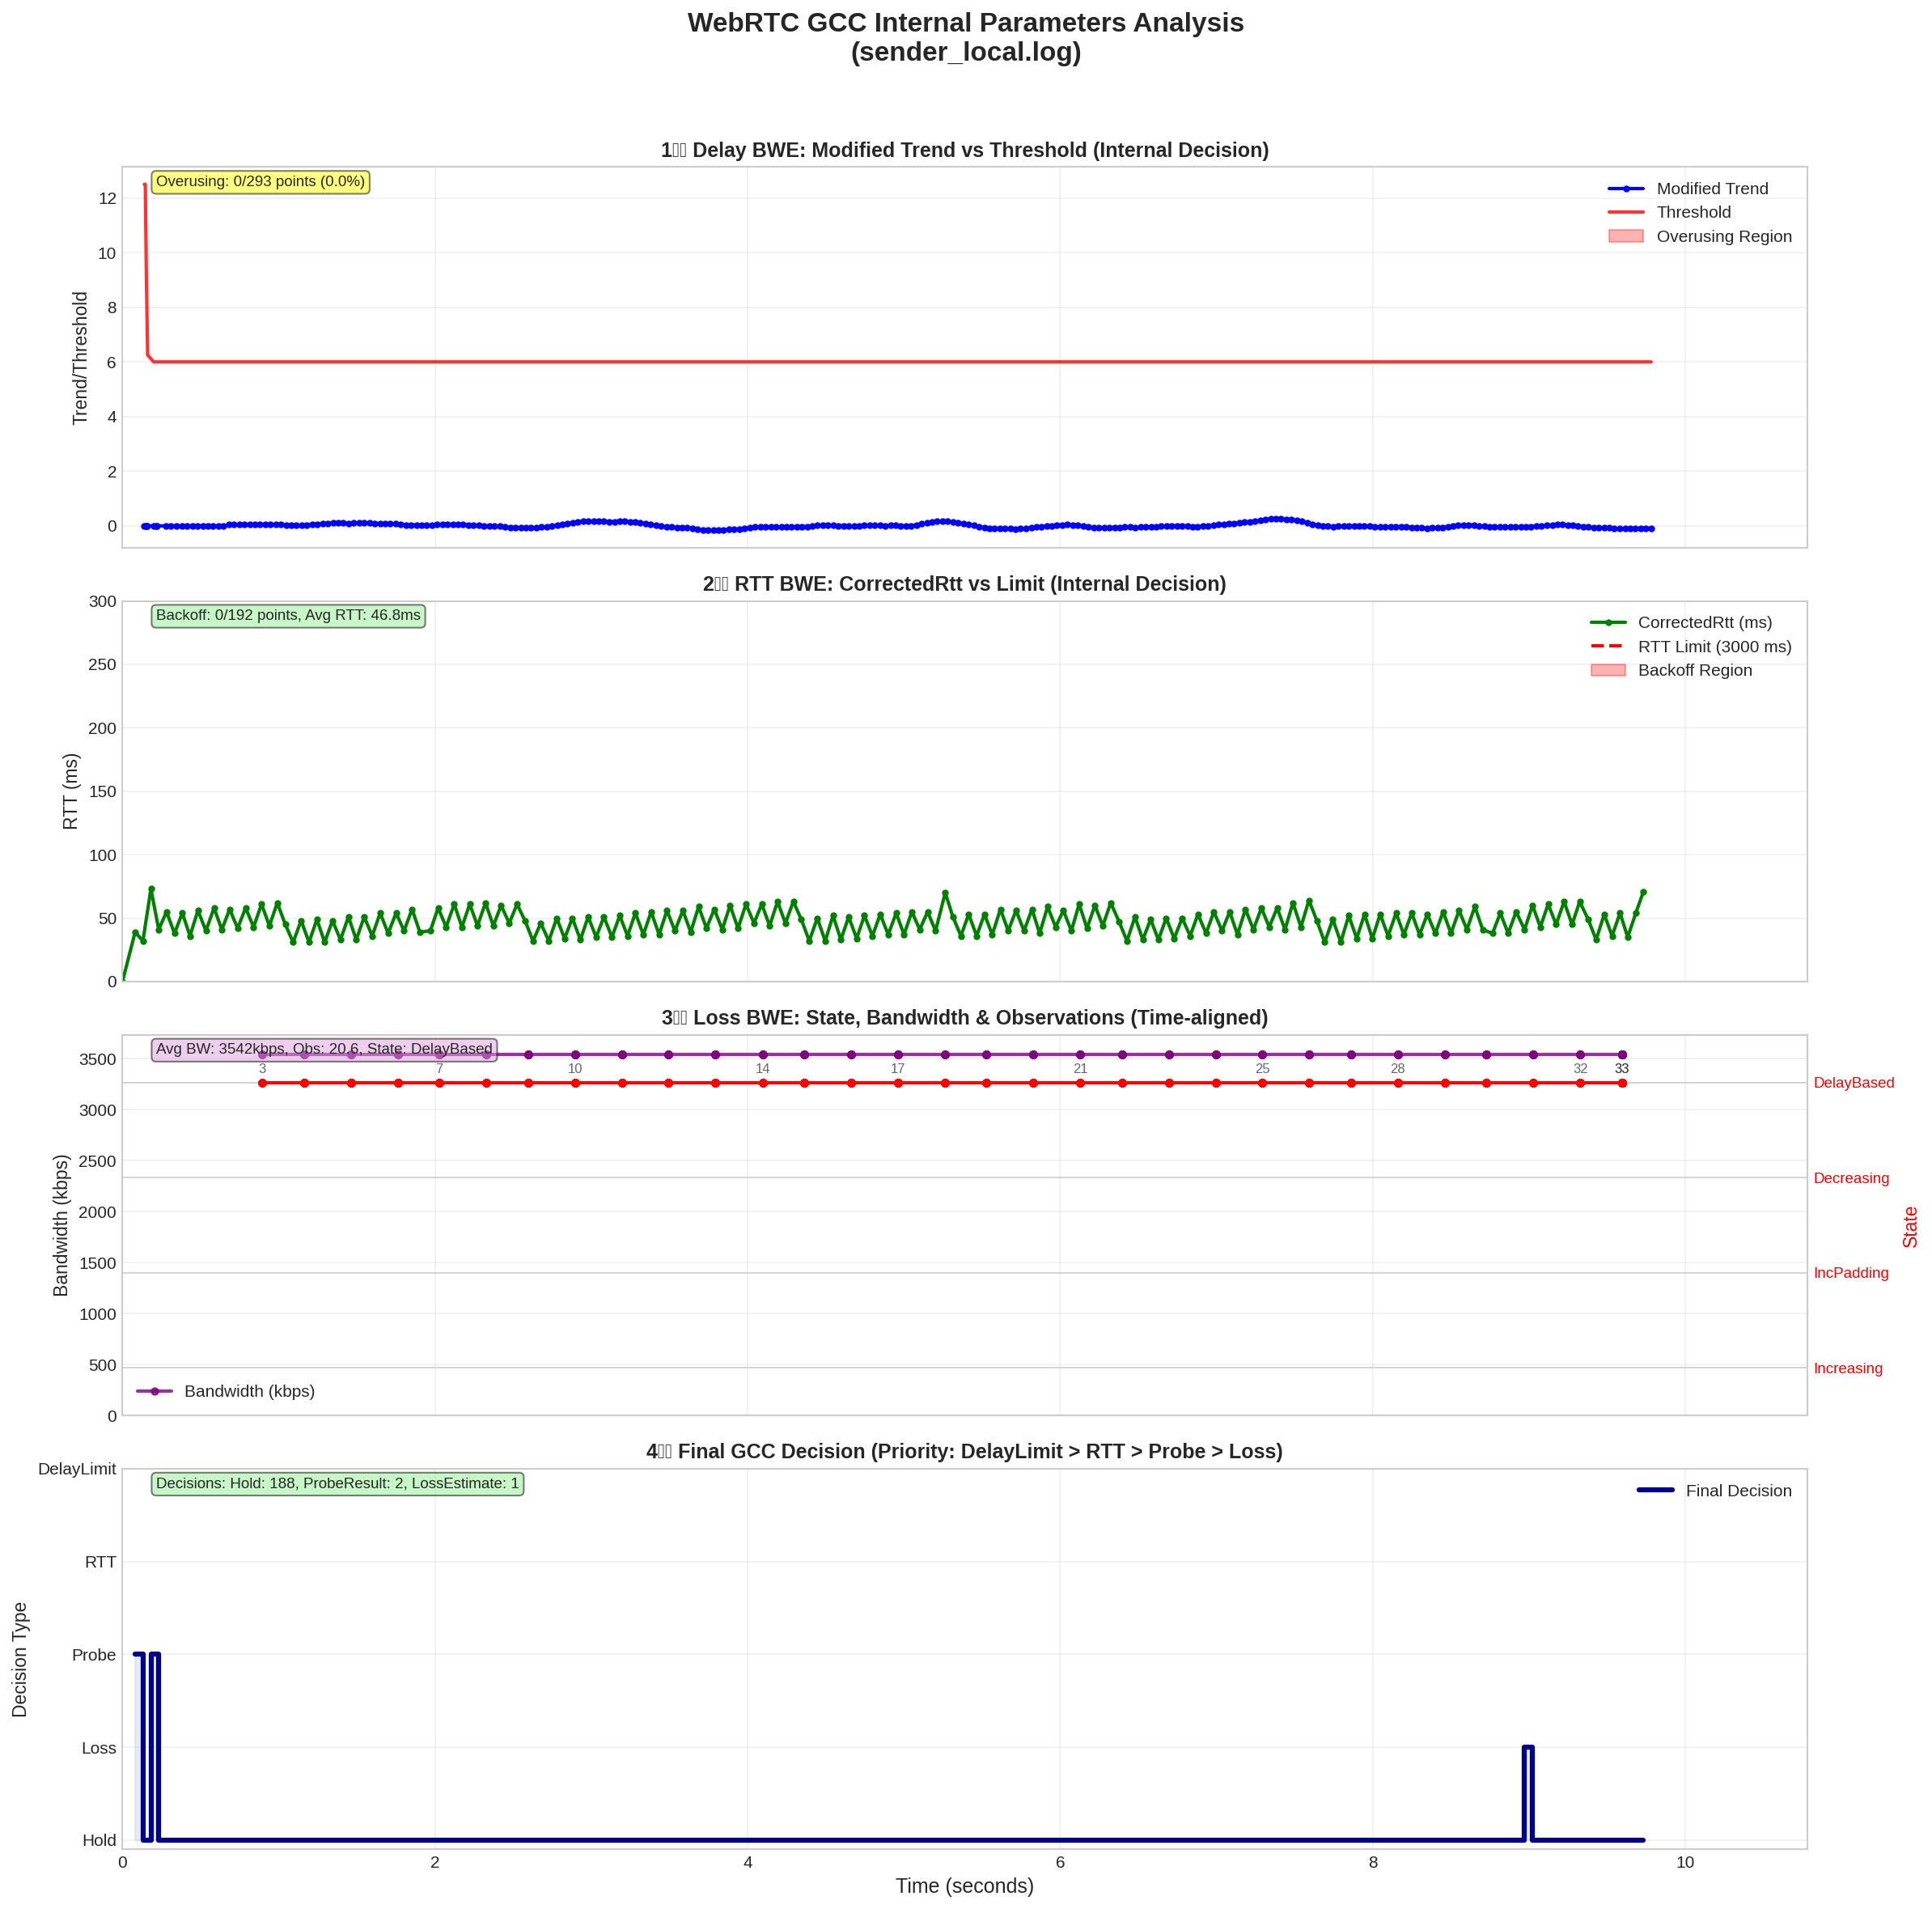 WebRTC GCC Internal Parameters Analysis
(sender_local.log)
1 Delay BWE: Modified Trend vs Threshold (Internal Decision)
Overusing: 0/293 points (0.0%)
Modified Trend
Threshold
Overusing Region
Trend/Threshold
12
10
8
6
4
2
0
2 RTT BWE: CorrectedRtt vs Limit (Internal Decision)
Backoff: 0/192 points, Avg RTT: 46.8ms
CorrectedRtt (ms)
RTT Limit (3000 ms)
Backoff Region
RTT (ms)
300
250
200
150
100
50
0
3 Loss BWE: State, Bandwidth & Observations (Time-aligned)
Avg BW: 3542kbps, Obs: 20.6, State: DelayBased
3 7 10 14 17 21 25 28 32 33
Bandwidth (kbps)
3500
3000
2500
2000
1500
1000
500
0
DelayBased
Decreasing
IncPadding
Increasing
State
Bandwidth (kbps)
4 Final GCC Decision (Priority: DelayLimit > RTT > Probe > Loss)
Decisions: Hold: 188, ProbeResult: 2, LossEstimate: 1
Final Decision
Decision Type
DelayLimit
RTT
Probe
Loss
Hold
0 2 4 6 8 10
Time (seconds)